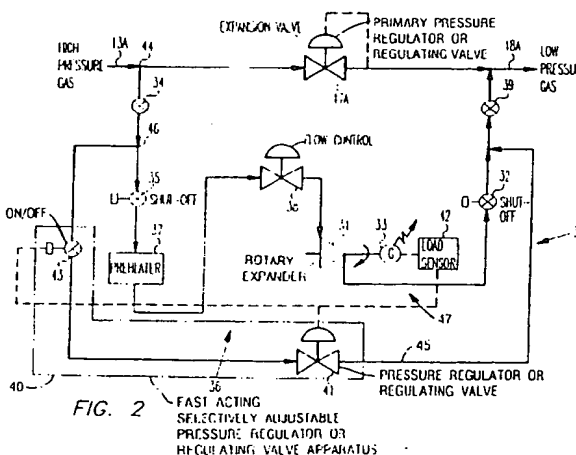 EXPANSION VALVE
PRIMARY PRESSURE
REGULATOR OR
REGULATING VALVE
HIGH
PRESSURE
GAS
13A
44
17A
18A
LOW
PRESSURE
GAS
34
39
46
FLOW CONTROL
35
SHUT-OFF
38
32
SHUT-
OFF
ON/OFF
43
37
PREHEATER
31
ROTARY
EXPANDER
33
G
42
LOAD
SENSOR
47
36
45
40
41
PRESSURE REGULATOR OR
REGULATING VALVE
FIG. 2
FAST ACTING
SELECTIVELY ADJUSTABLE
PRESSURE REGULATOR OR
REGULATING VALVE APPARATUS